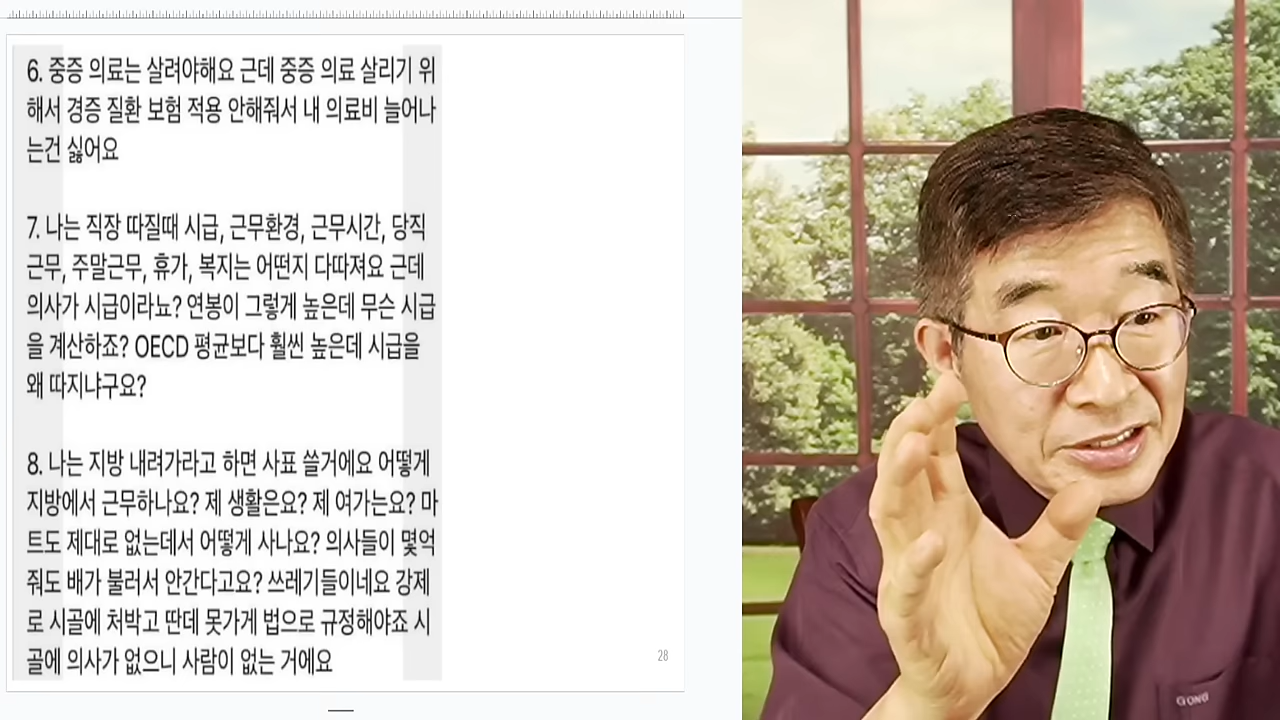 6. 중증 의료는 살려야해요 근데 중증 의료 살리기 위
해서 경증 질환 보험 적용 안해줘서 내 의료비 늘어나
는건 싫어요
7. 나는 직장 따질때 시급, 근무환경, 근무시간, 당직
근무, 주말근무, 휴가, 복지는 어떤지 다따져요 근데
의사가 시급이라뇨? 연봉이 그렇게 높은데 무슨 시급
을 계산하죠? OECD 평균보다 훨씬 높은데 시급을
왜 따지냐구요?
8. 나는 지방 내려가라고 하면 사표 쓸거에요 어떻게
지방에서 근무하나요? 제 생활은요? 제 여가는요? 마
트도 제대로 없는데서 어떻게 사나요? 의사들이 몇억
줘도 배가 불러서 안간다고요? 쓰레기들이네요 강제
로 시골에 처박고 딴데 못가게 법으로 규정해야죠 시
골에 의사가 없으니 사람이 없는 거에요
28
GONG